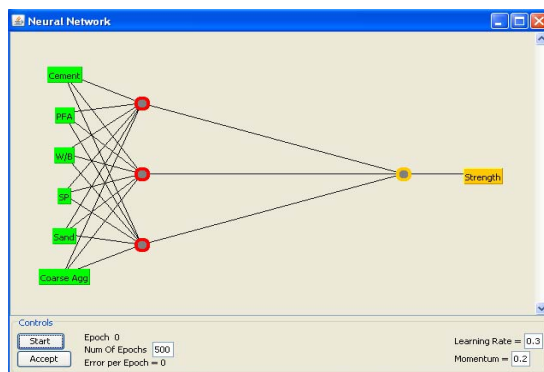 Neural Network
Cement
PFA
W/B
SP
Sand
Coarse Agg
Strength
Controls
Start
Accept
Epoch 0
Num Of Epochs 500
Error per Epoch = 0
Learning Rate = 0.3
Momentum = 0.2